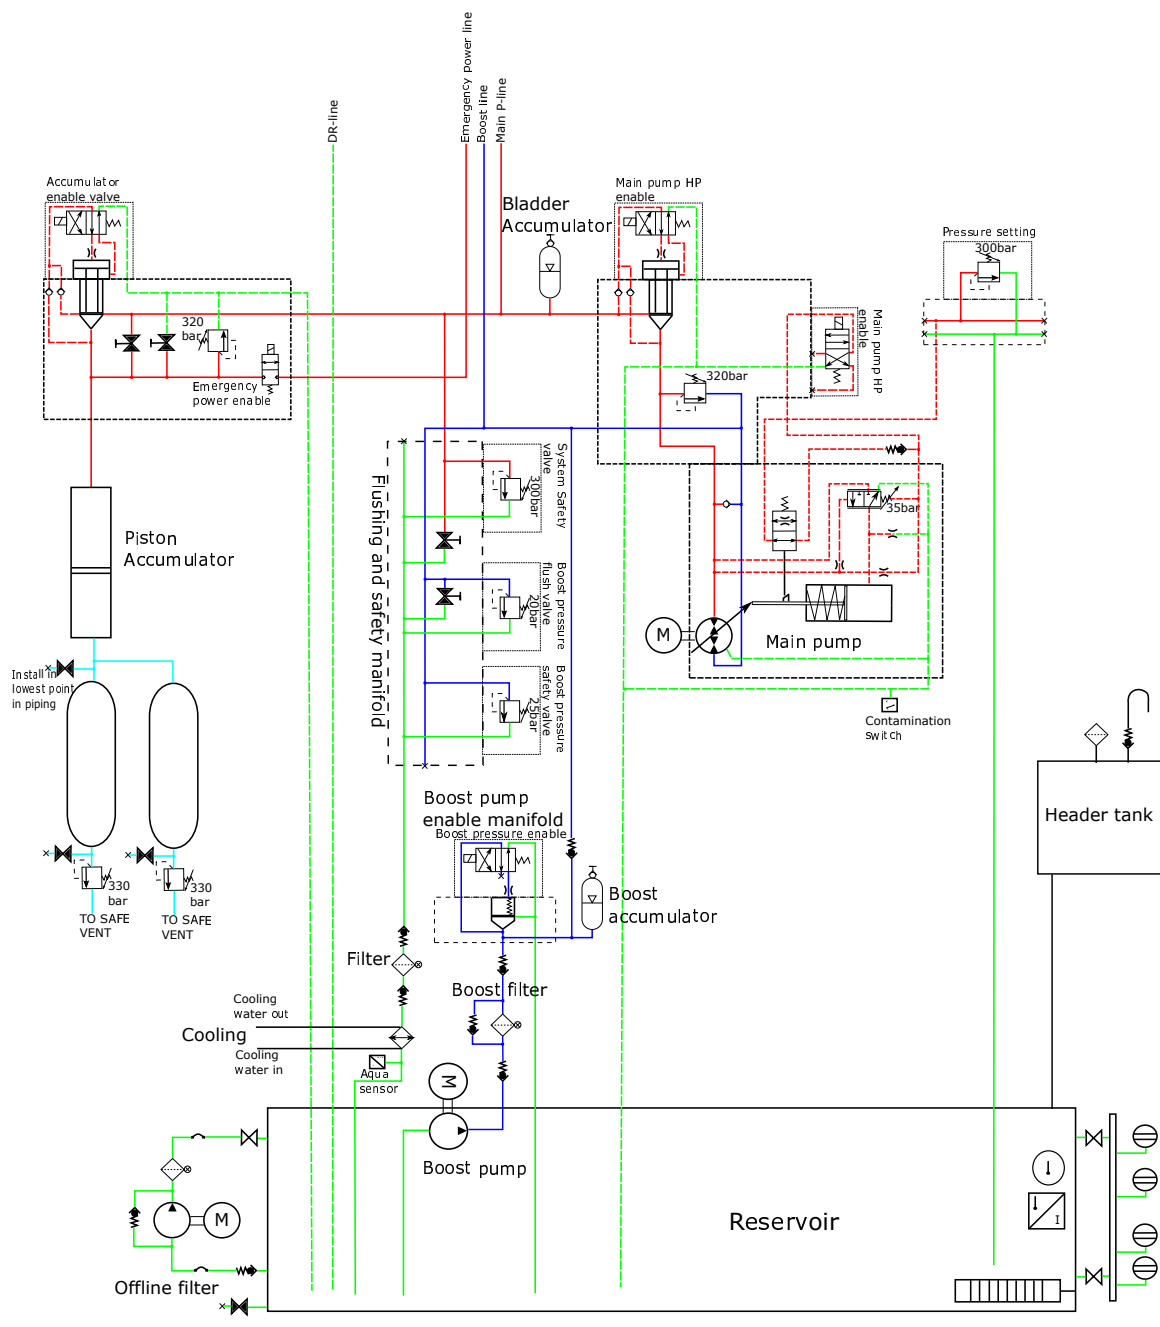 Emergency power line
Boost line
Main P-line
DR-line
Accumulator
enable valve
Main pump HP
enable
Bladder
Accumulator
Pressure setting
300bar
320
bar
Emergency
power enable
Main pump HP
enable
320bar
Piston
Accumulator
Flushing and safety manifold
System Safety
valve
300bar
35bar
Boost pressure
flush valve
20bar
M
Main pump
Install in
lowest point
in piping
Boost pressure
safety valve
25bar
Contamination
switch
Boost pump
enable manifold
Boost pressure enable
Header tank
330
bar
330
bar
TO SAFE
VENT
TO SAFE
VENT
Boost
accumulator
Filter
Boost filter
Cooling
water out
Cooling
Cooling
water in
Aqua
sensor
M
Boost pump
M
I
Reservoir
Offline filter